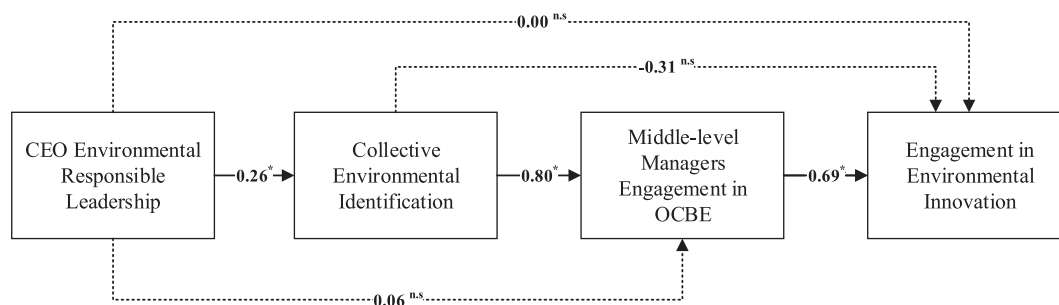 0.00 n.s
-0.31 n.s
CEO Environmental
Responsible
Leadership
0.26*
Collective
Environmental
Identification
0.80*
Middle-level
Managers
Engagement in
OCBE
0.69*
Engagement in
Environmental
Innovation
0.06 n.s